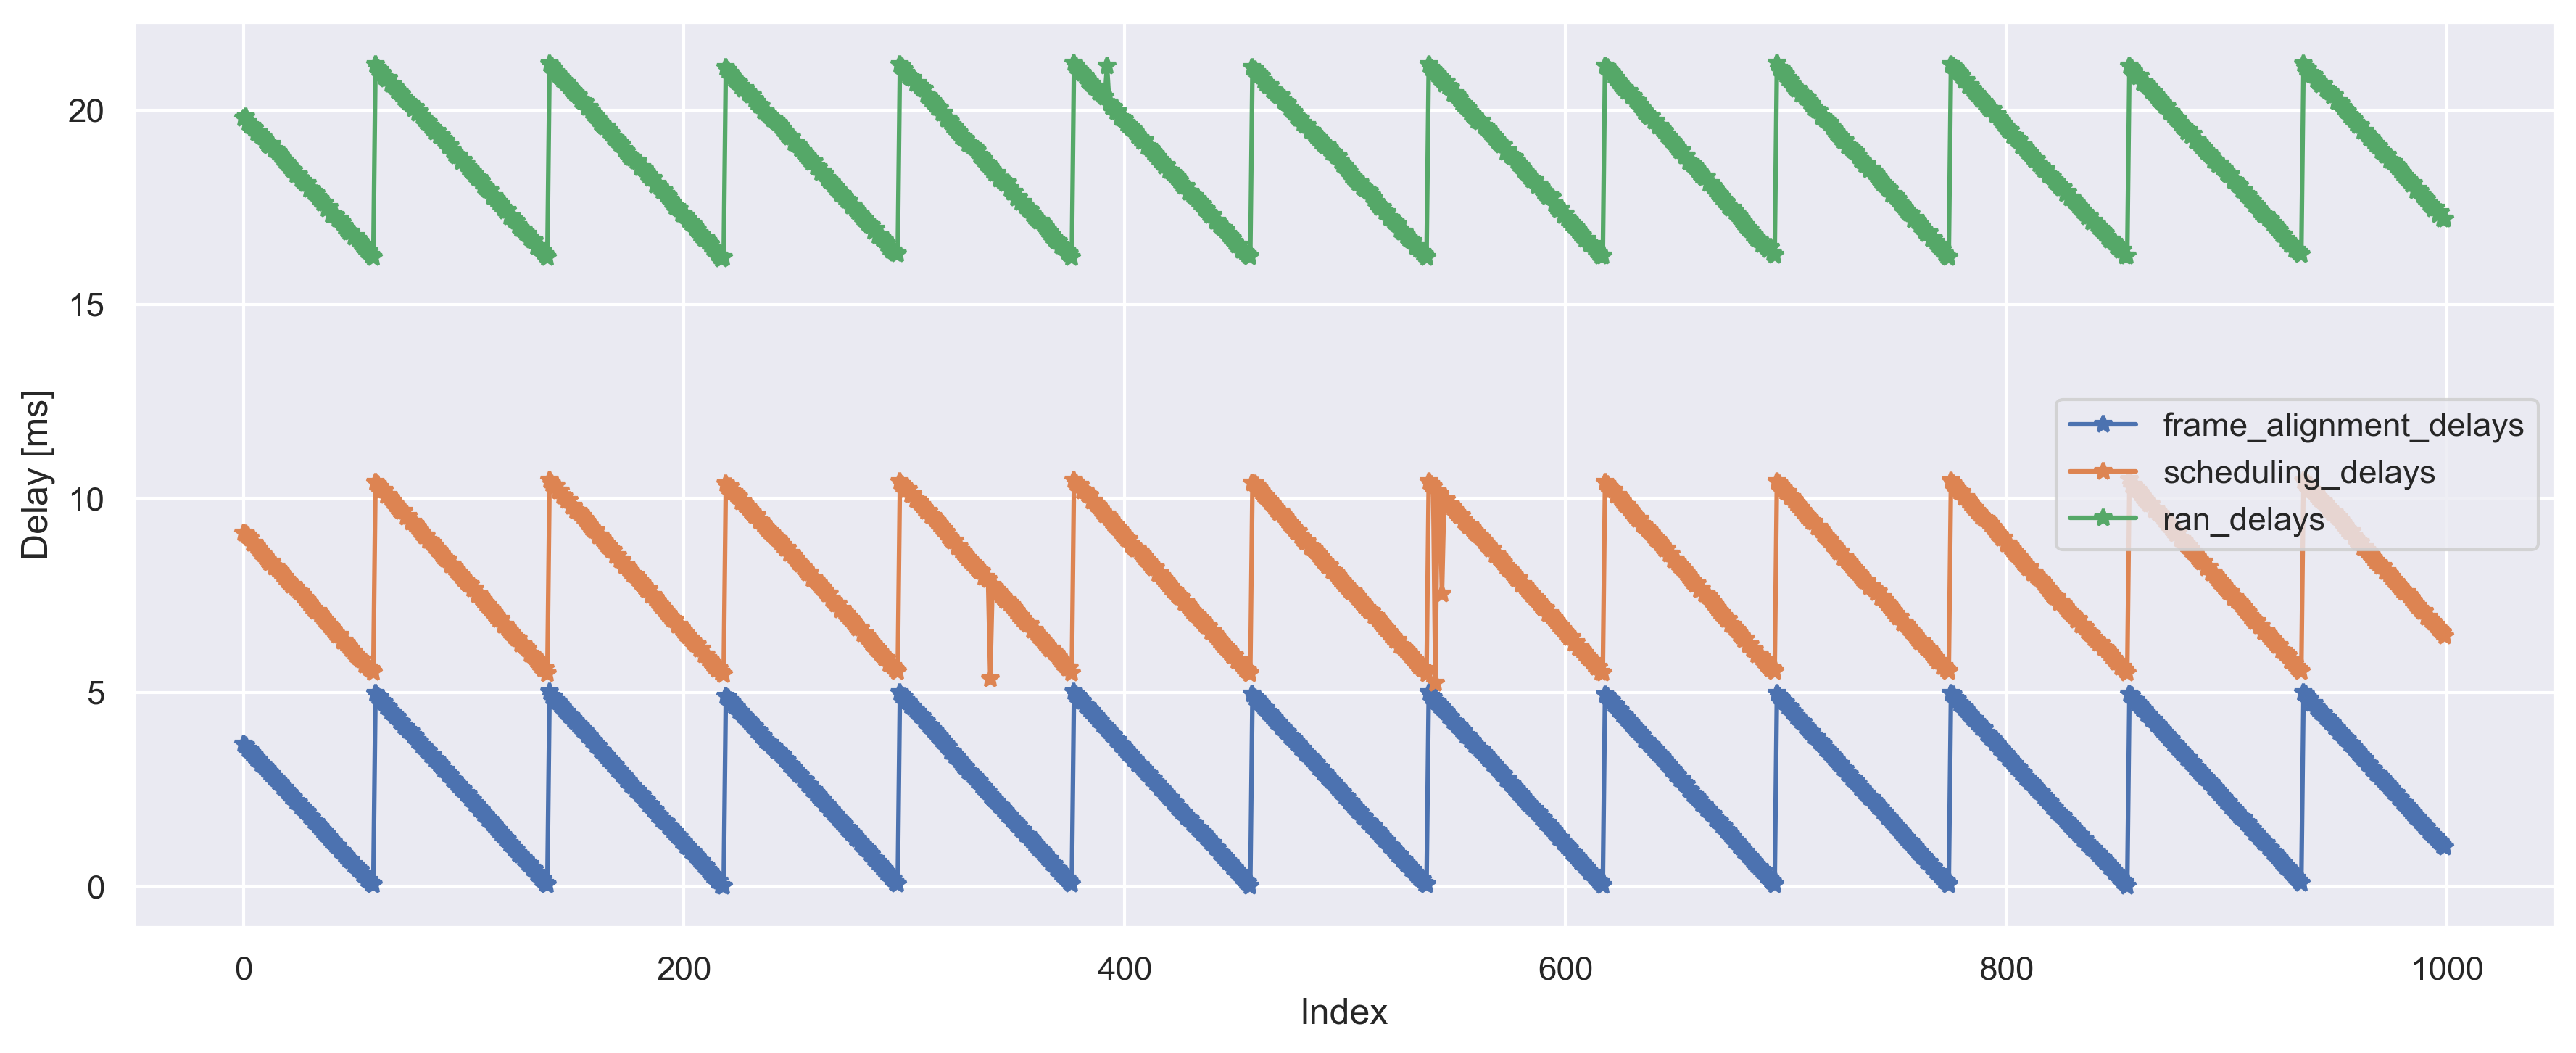 20
15
10
5
0
Delay [ms]
frame_alignment_delays
scheduling_delays
ran_delays
0 200 400 600 800 1000
Index